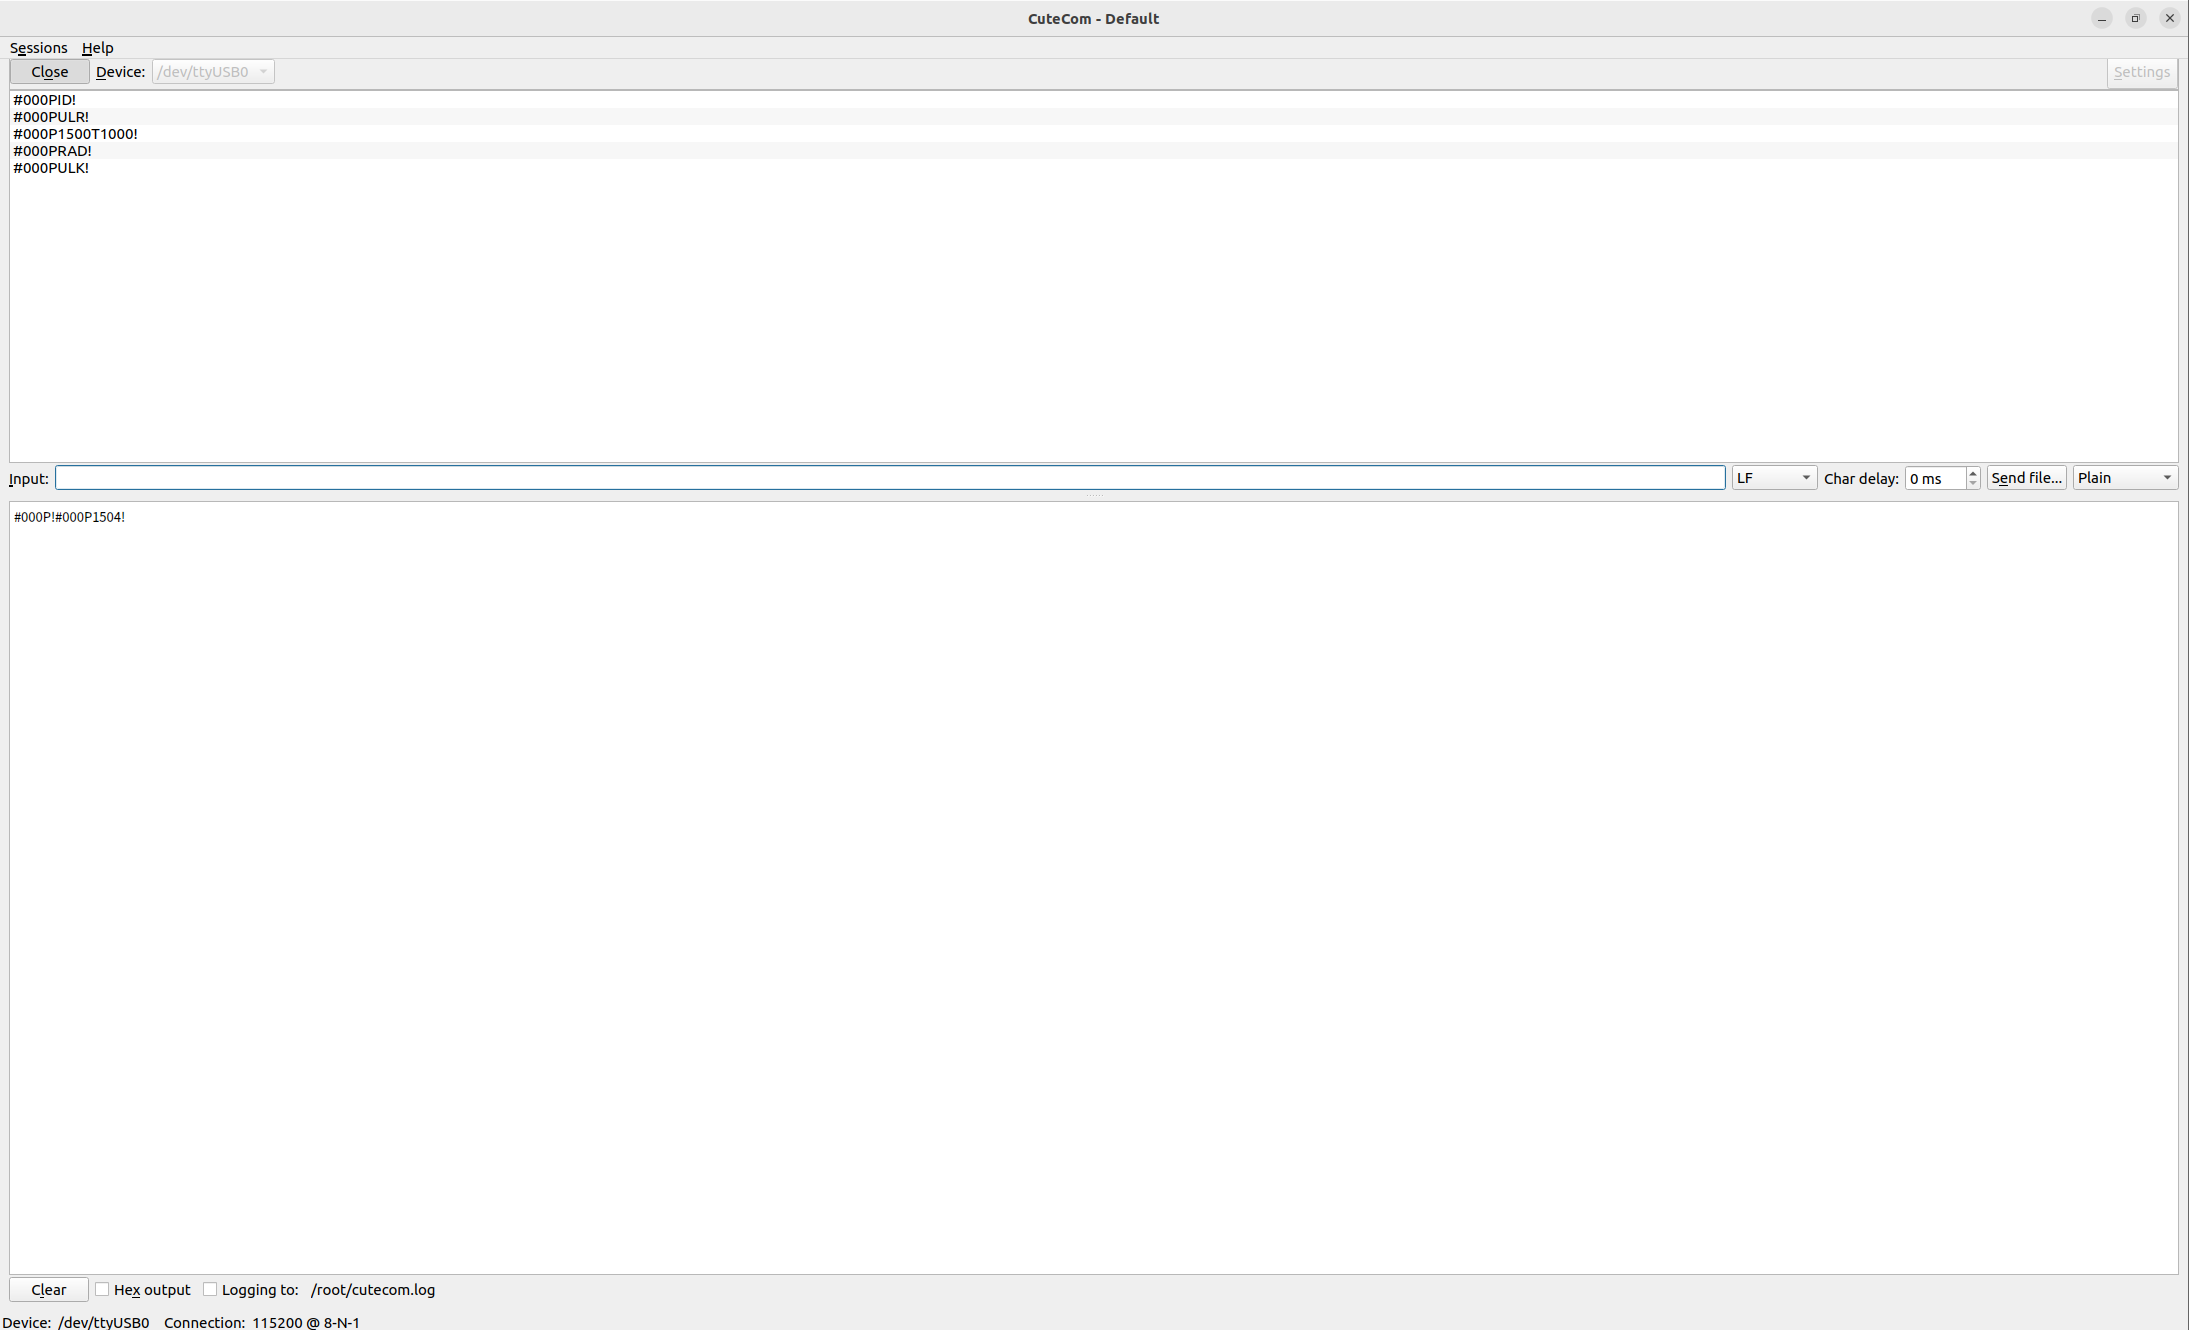 CuteCom - Default
Sessions Help
Close Device: /dev/ttyUSB0 Settings
#000PID!
#000PULR!
#000P1500T1000!
#000PRAD!
#000PULK!
Input: LF Char delay: 0 ms Send file... Plain
#000P!#000P1504!
Clear Hex output Logging to: /root/cutecom.log
Device: /dev/ttyUSB0 Connection: 115200 @ 8-N-1